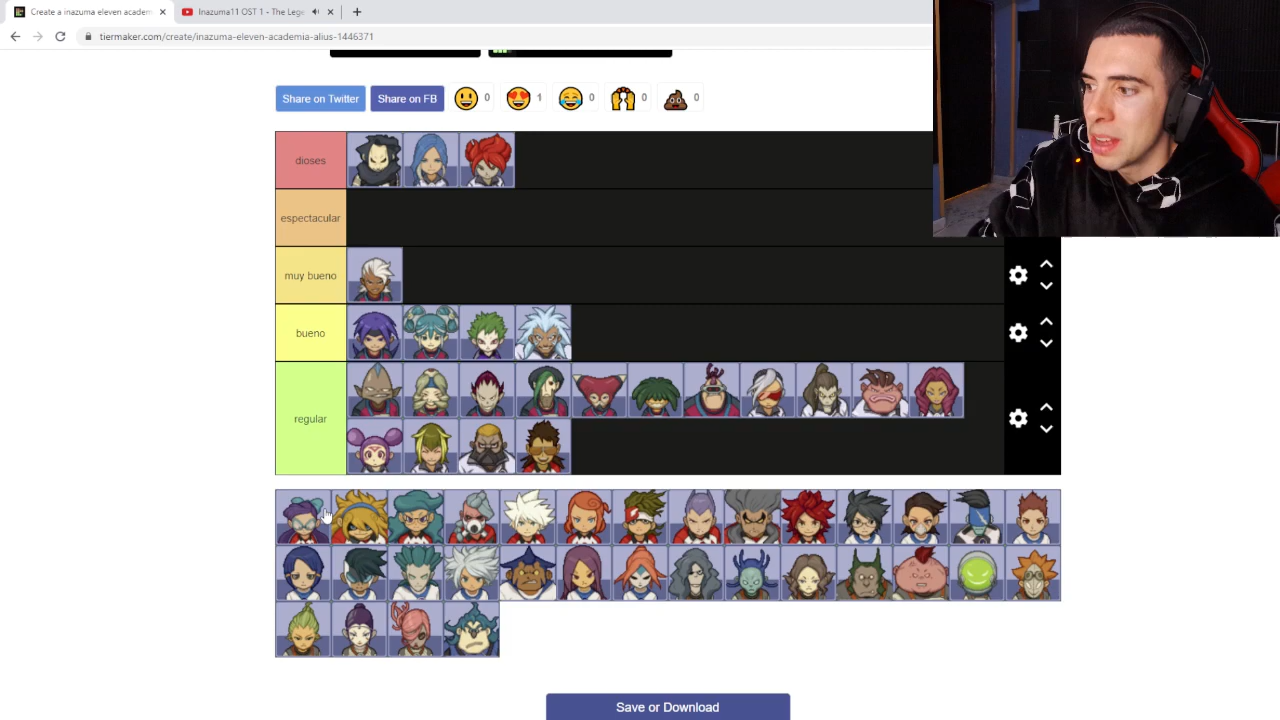 Create a inazuma eleven academ
Inazuma11 OST 1 - The Lege
tiermaker.com/create/inazuma-eleven-academia-alius-1446371
Share on Twitter
Share on FB
0
1
0
0
0
dioses
espectacular
muy bueno
bueno
regular
Save or Download